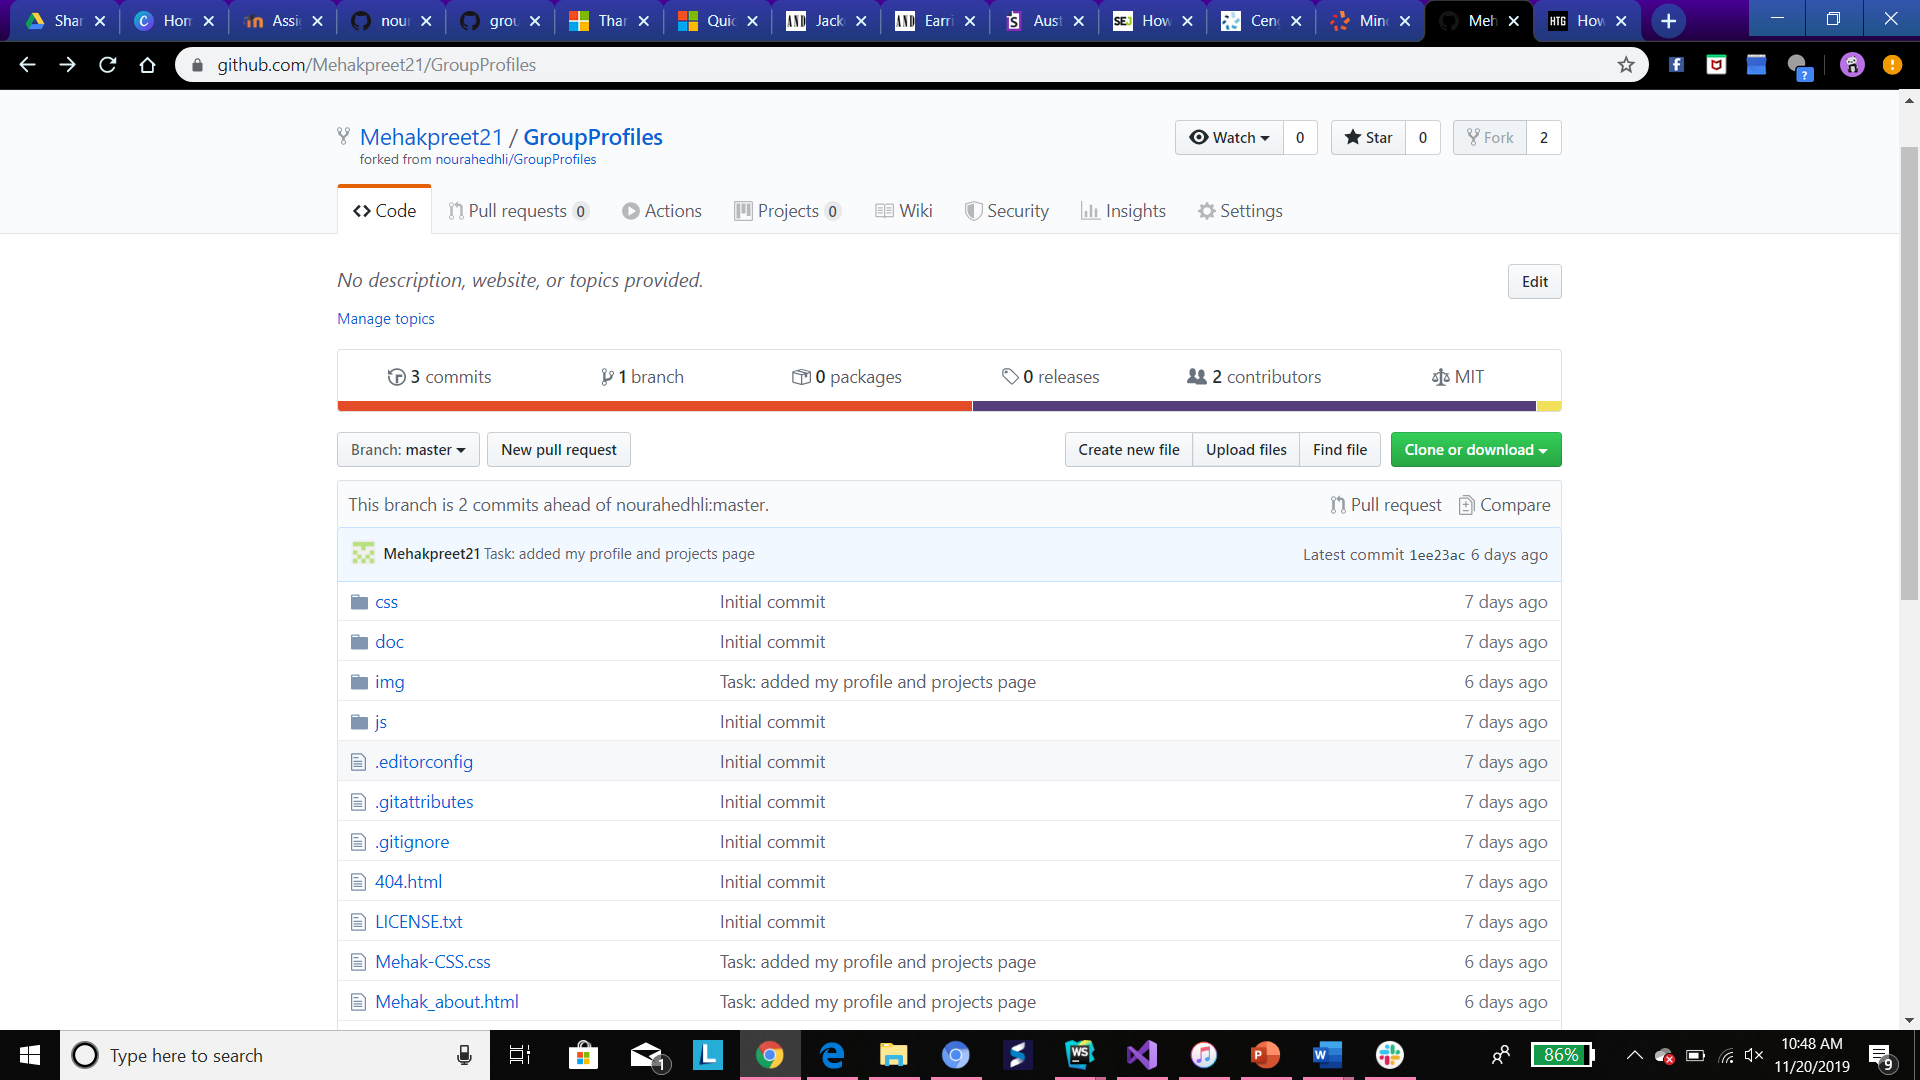 Shar Hom Assi nour grou Thar Quic Jack Earri Aust How Cen Minc Meh How
github.com/Mehakpreet21/GroupProfiles
Mehakpreet21 / GroupProfiles
forked from nourahedhli/GroupProfiles
Watch 0 Star 0 Fork 2
Code Pull requests 0 Actions Projects 0 Wiki Security Insights Settings
No description, website, or topics provided.
Edit
Manage topics
3 commits 1 branch 0 packages 0 releases 2 contributors MIT
Branch: master New pull request Create new file Upload files Find file Clone or download
This branch is 2 commits ahead of nourahedhli:master. Pull request Compare
Mehakpreet21 Task: added my profile and projects page Latest commit 1ee23ac 6 days ago
css Initial commit 7 days ago
doc Initial commit 7 days ago
img Task: added my profile and projects page 6 days ago
js Initial commit 7 days ago
.editorconfig Initial commit 7 days ago
.gitattributes Initial commit 7 days ago
.gitignore Initial commit 7 days ago
404.html Initial commit 7 days ago
LICENSE.txt Initial commit 7 days ago
Mehak-CSS.css Task: added my profile and projects page 6 days ago
Mehak_about.html Task: added my profile and projects page 6 days ago
Type here to search
86%
10:48 AM
11/20/2019